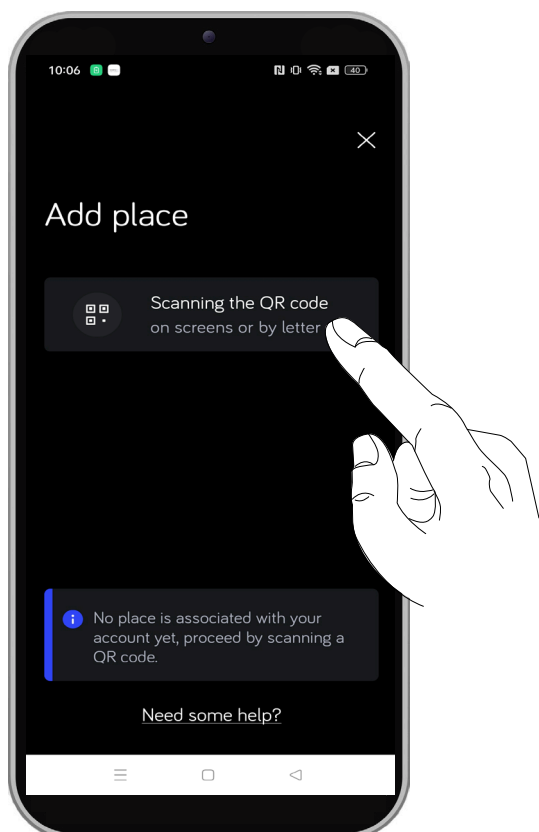 10:06
40
Add place
Scanning the QR code
on screens or by letter
No place is associated with your
account yet, proceed by scanning a
QR code.
Need some help?